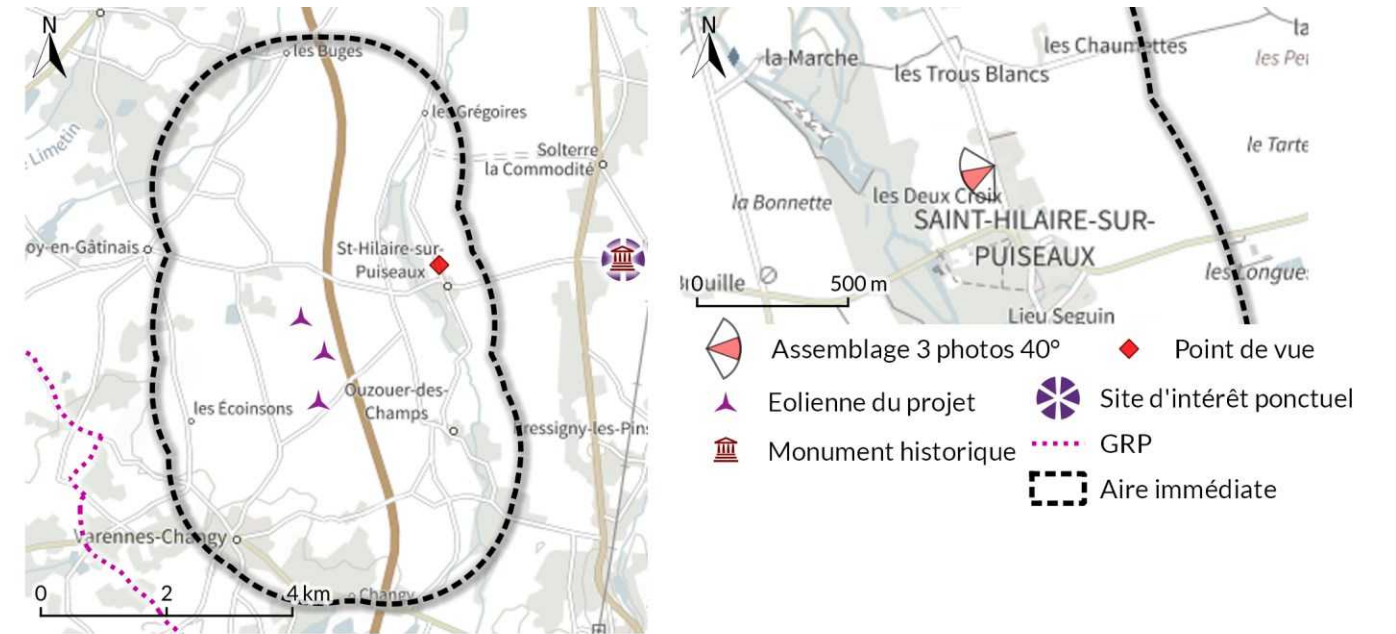 N
les Buges
les Grégoires
Limetin
Solterre
la Commodité
oy-en-Gâtinais
St-Hilaire-sur-
Puiseaux
Ouzouer-des-
Champs
les Écoinsons
ressigny-les-Pins
Varennes-Changy
Changy
0 2 4 km
N
la Marche
les Chaumettes
les Trous Blancs
le Tarte
la Bonnette
les Deux Croix
SAINT-HILAIRE-SUR-
PUISEAUX
les Longue
ouille
0 500 m
Lieu Seguin
Assemblage 3 photos 40°
Point de vue
Eolienne du projet
Site d'intérêt ponctuel
Monument historique
GRP
Aire immédiate